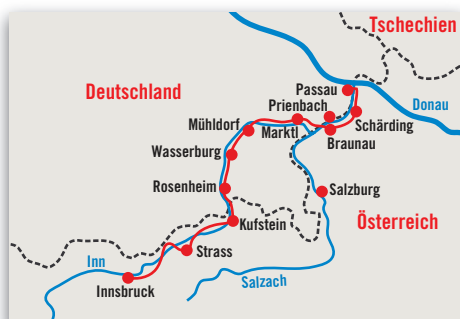 Tschechien
Passau
Deutschland
Prienbach
Donau
Mühldorf
Marktl
Schärding
Braunau
Wasserburg
Rosenheim
Salzburg
Kufstein
Österreich
Strass
Inn
Salzach
Innsbruck